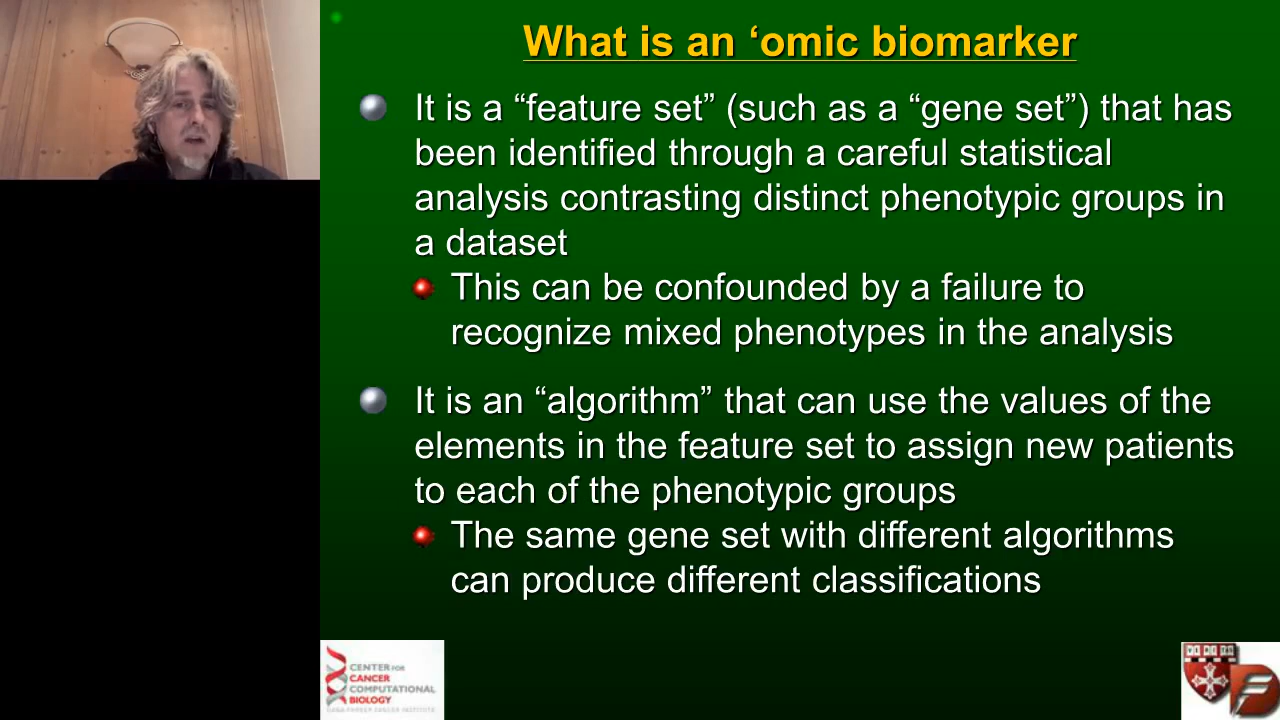 What is an ‘omic biomarker
It is a “feature set” (such as a “gene set”) that has
been identified through a careful statistical
analysis contrasting distinct phenotypic groups in
a dataset
This can be confounded by a failure to
recognize mixed phenotypes in the analysis
It is an “algorithm” that can use the values of the
elements in the feature set to assign new patients
to each of the phenotypic groups
The same gene set with different algorithms
can produce different classifications
CENTER FOR
CANCER
COMPUTATIONAL
BIOLOGY
DANA-FARBER CANCER INSTITUTE